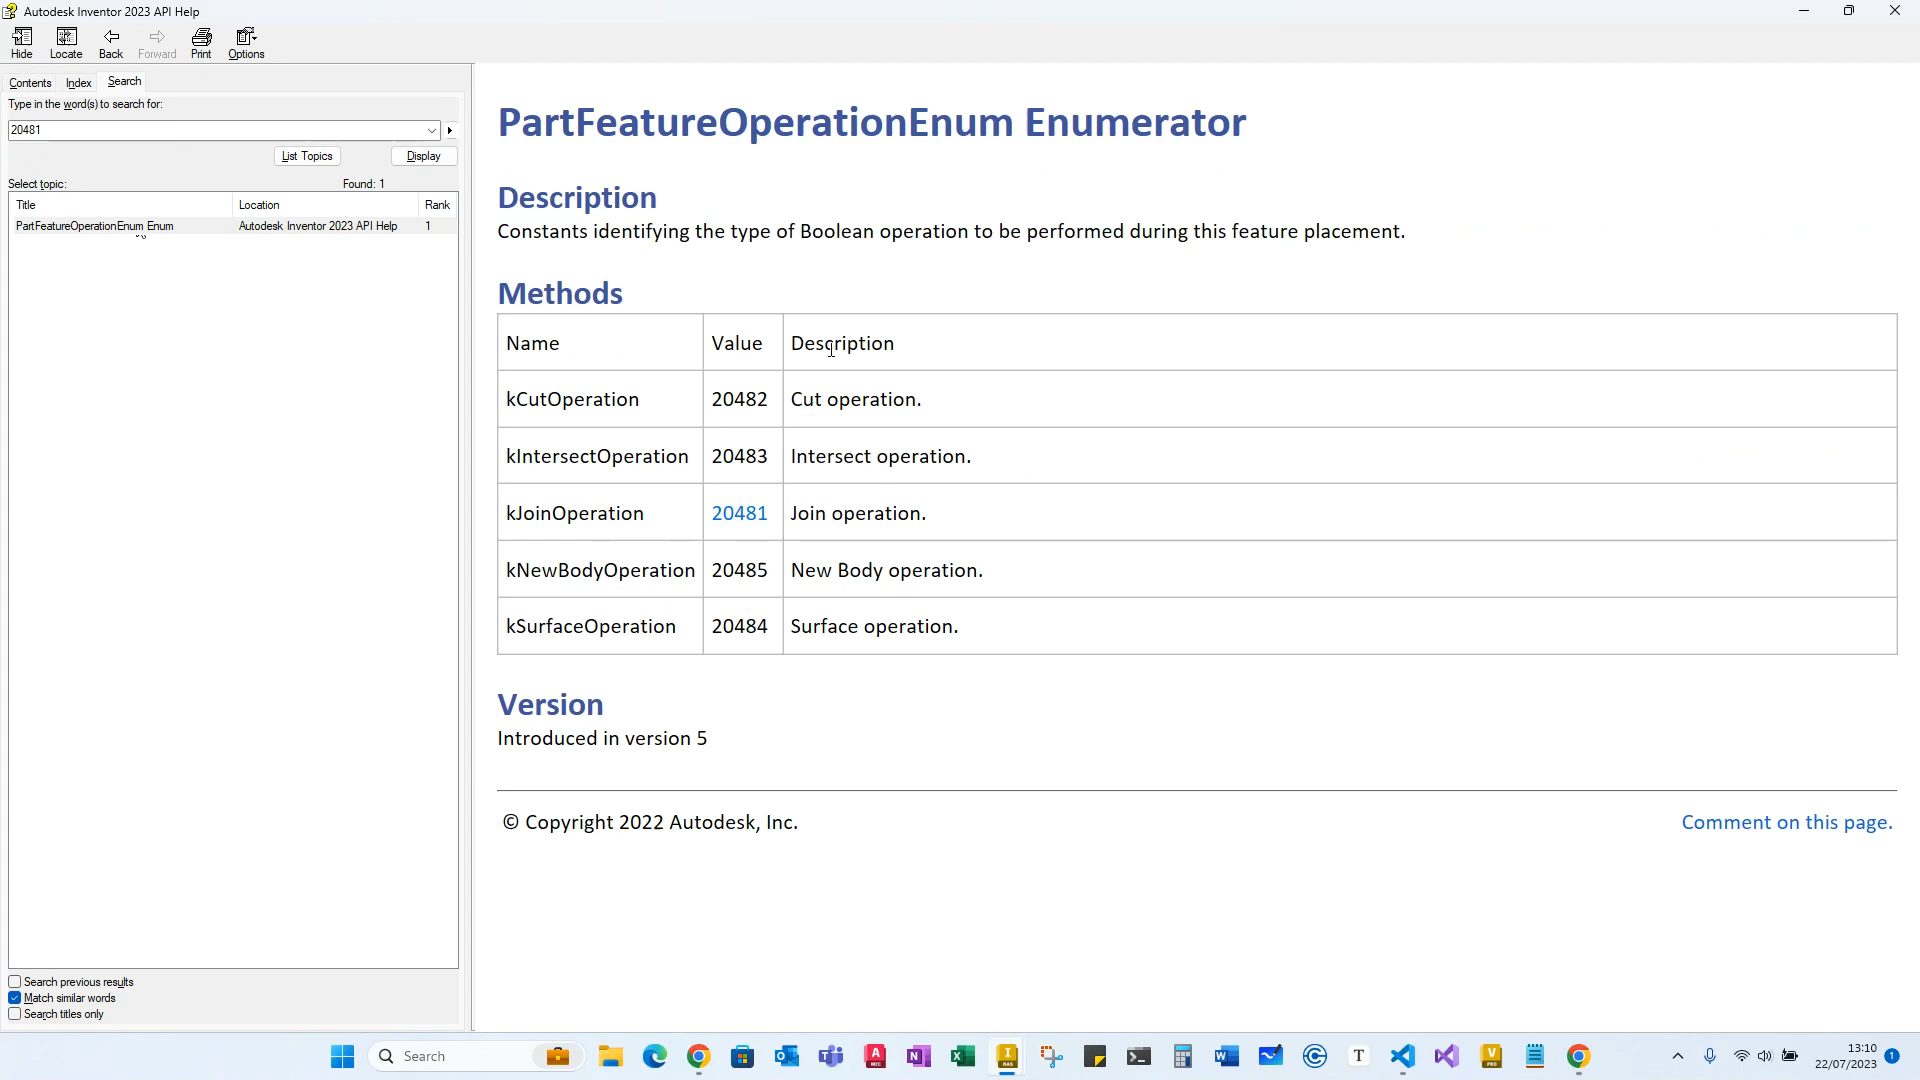 Autodesk Inventor 2023 API Help
Hide Locate Back Forward Print Options
Contents Index Search
Type in the word(s) to search for:
20481
List Topics Display
Select topic: Found: 1
Title Location Rank
PartFeatureOperationEnum Enum Autodesk Inventor 2023 API Help 1
Search previous results
Match similar words
Search titles only
PartFeatureOperationEnum Enumerator
Description
Constants identifying the type of Boolean operation to be performed during this feature placement.
Methods
Name Value Description
kCutOperation 20482 Cut operation.
kIntersectOperation 20483 Intersect operation.
kJoinOperation 20481 Join operation.
kNewBodyOperation 20485 New Body operation.
kSurfaceOperation 20484 Surface operation.
Version
Introduced in version 5
© Copyright 2022 Autodesk, Inc. Comment on this page.
Search
13:10
22/07/2023 1